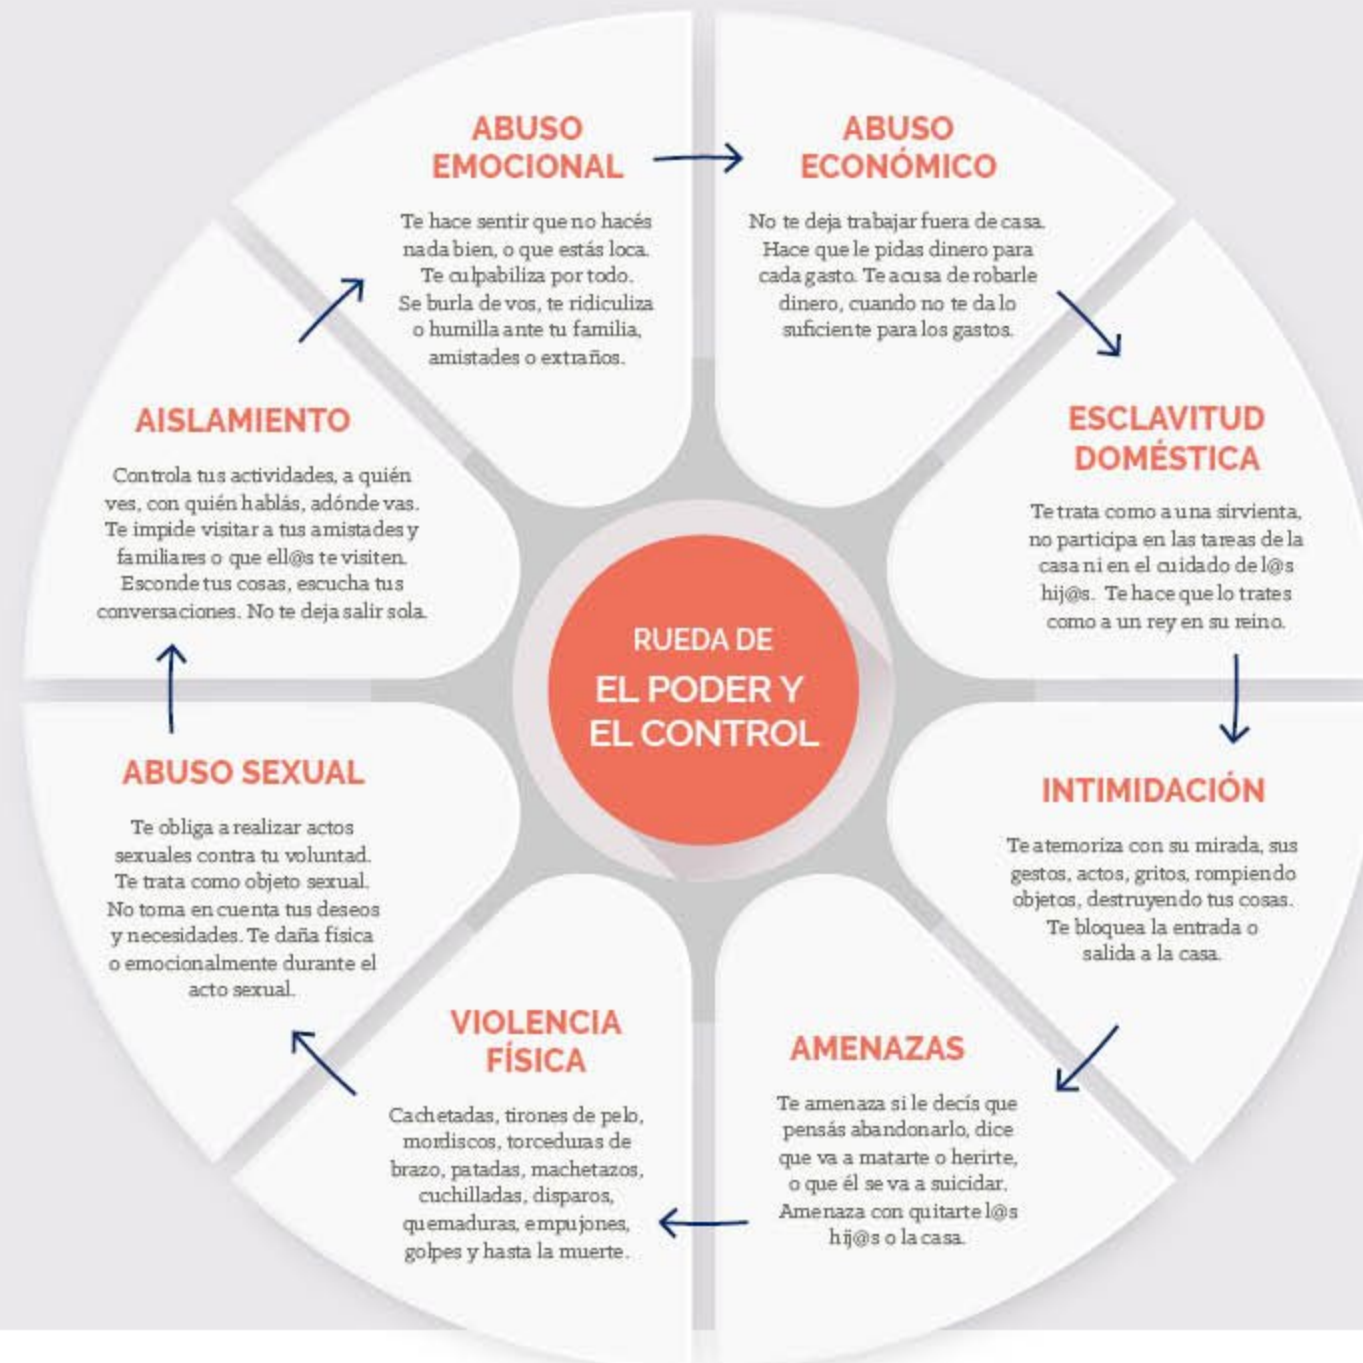 ABUSO
EMOCIONAL
Te hace sentir que no hacés
nada bien, o que estás loca.
Te culpabiliza por todo.
Se burla de vos, te ridiculiza
o humilla ante tu familia,
amistades o extraños.
ABUSO
ECONÓMICO
No te deja trabajar fuera de casa.
Hace que le pidas dinero para
cada gasto. Te acusa de robarle
dinero, cuando no te da lo
suficiente para los gastos.
ESCLAVITUD
DOMÉSTICA
Te trata como a una sirvienta,
no participa en las tareas de la
casa ni en el cuidado de l@s
hij@s. Te hace que lo trates
como a un rey en su reino.
INTIMIDACIÓN
Te atemoriza con su mirada, sus
gestos, actos, gritos, rompiendo
objetos, destruyendo tus cosas.
Te bloquea la entrada o
salida a la casa.
AMENAZAS
Te amenaza si le decís que
pensás abandonarlo, dice
que va a matarte o herirte,
o que él se va a suicidar.
Amenaza con quitarte l@s
hij@s o la casa.
VIOLENCIA
FÍSICA
Cachetadas, tirones de pelo,
mordiscos, torceduras de
brazo, patadas, machetazos,
cuchilladas, disparos,
quemaduras, empujones,
golpes y hasta la muerte.
ABUSO SEXUAL
Te obliga a realizar actos
sexuales contra tu voluntad.
Te trata como objeto sexual.
No toma en cuenta tus deseos
y necesidades. Te daña física
o emocionalmente durante el
acto sexual.
AISLAMIENTO
Controla tus actividades, a quién
ves, con quién hablás, adónde vas.
Te impide visitar a tus amistades y
familiares o que ell@s te visiten.
Esconde tus cosas, escucha tus
conversaciones. No te deja salir sola.
RUEDA DE
EL PODER Y
EL CONTROL